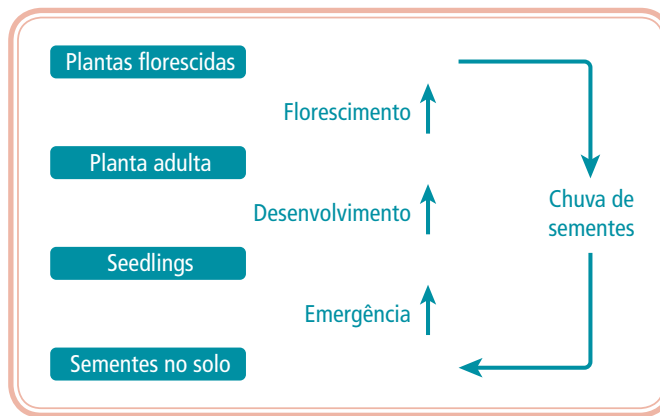 Plantas florescidas
Florescimento
Planta adulta
Desenvolvimento
Chuva de
sementes
Seedlings
Emergência
Sementes no solo